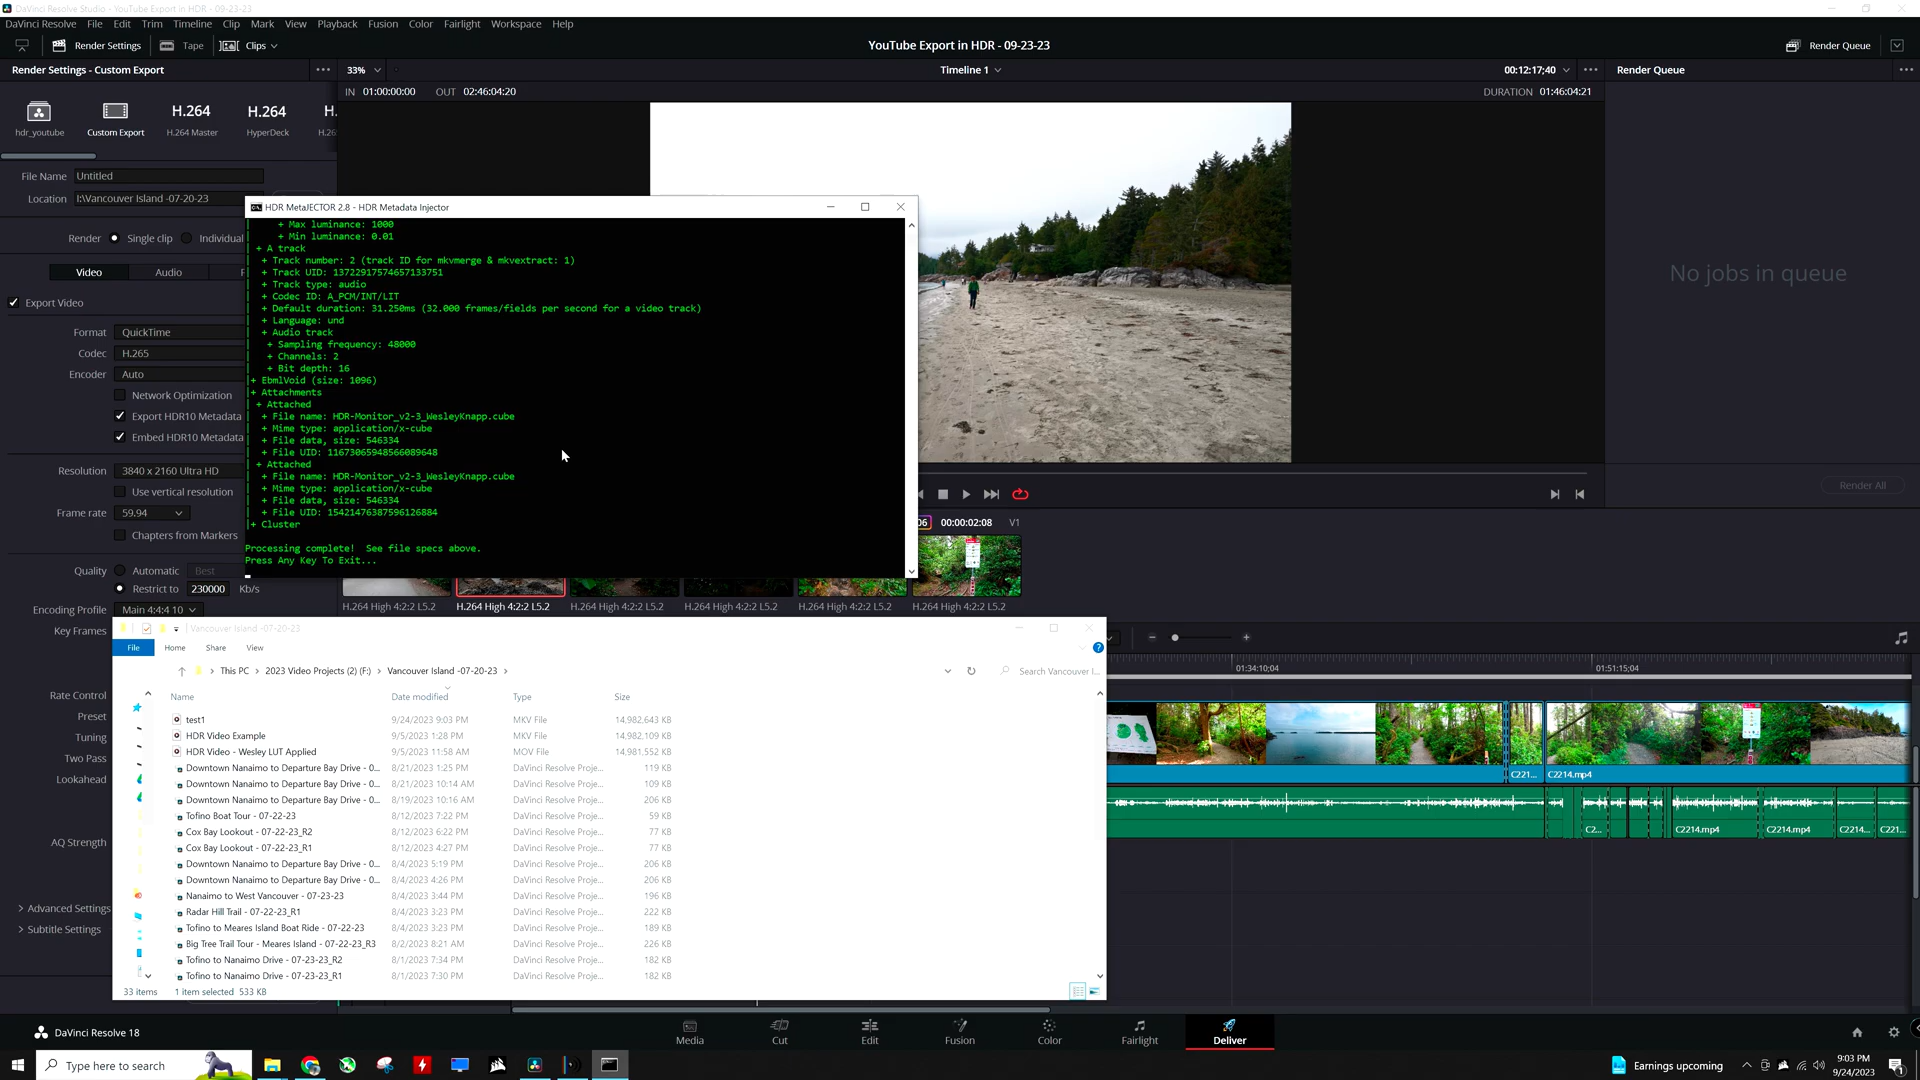 DaVinci Resolve Studio - YouTube Export in HDR - 09-23-23
DaVinci Resolve File Edit Trim Timeline Clip Mark View Playback Fusion Color Fairlight Workspace Help
Render Settings Tape Clips YouTube Export in HDR - 09-23-23 Render Queue
Render Settings - Custom Export 33% Timeline 1 00:12:17;40 Render Queue
IN 01:00:00:00 OUT 02:46:04:20 DURATION 01:46:04:21
H.264 H.264 H.
hdr_youtube Custom Export H.264 Master HyperDeck H.26
File Name Untitled
Location I:\Vancouver Island -07-20-23
Render Single clip Individual
Video Audio F
Export Video
Format QuickTime
Codec H.265
Encoder Auto
Network Optimization
Export HDR10 Metadata
Embed HDR10 Metadata
Resolution 3840 x 2160 Ultra HD
Use vertical resolution
Frame rate 59.94
Chapters from Markers
Quality Automatic Best
Restrict to 230000 Kb/s
Encoding Profile Main 4:4:4 10
Key Frames
Rate Control
Preset
Tuning
Two Pass
Lookahead
AQ Strength
Advanced Settings
Subtitle Settings
HDR MetaJECTOR 2.8 - HDR Metadata Injector
+ Max luminance: 1000
+ Min luminance: 0.01
+ A track
+ Track number: 2 (track ID for mkvmerge & mkvextract: 1)
+ Track UID: 13722917574657133751
+ Track type: audio
+ Codec ID: A_PCM/INT/LIT
+ Default duration: 31.250ms (32.000 frames/fields per second for a video track)
+ Language: und
+ Audio track
+ Sampling frequency: 48000
+ Channels: 2
+ Bit depth: 16
|+ EbmlVoid (size: 1096)
|+ Attachments
| + Attached
|  + File name: HDR-Monitor_v2-3_WesleyKnapp.cube
|  + Mime type: application/x-cube
|  + File data, size: 546334
|  + File UID: 11673065948566089648
| + Attached
|  + File name: HDR-Monitor_v2-3_WesleyKnapp.cube
|  + Mime type: application/x-cube
|  + File data, size: 546334
|  + File UID: 15421476387596126884
|+ Cluster
Processing complete!  See file specs above.
Press Any Key To Exit...
No jobs in queue
Render All
06 00:00:02:08 V1
H.264 High 4:2:2 L5.2 H.264 High 4:2:2 L5.2 H.264 High 4:2:2 L5.2 H.264 High 4:2:2 L5.2 H.264 High 4:2:2 L5.2 H.264 High 4:2:2 L5.2
Vancouver Island -07-20-23
File Home Share View
This PC > 2023 Video Projects (2) (F:) > Vancouver Island -07-20-23 > Search Vancouver I...
Name Date modified Type Size
test1 9/24/2023 9:03 PM MKV File 14,982,643 KB
HDR Video Example 9/5/2023 1:28 PM MKV File 14,982,109 KB
HDR Video - Wesley LUT Applied 9/5/2023 11:58 AM MOV File 14,981,552 KB
Downtown Nanaimo to Departure Bay Drive - 0... 8/21/2023 1:25 PM DaVinci Resolve Proje... 119 KB
Downtown Nanaimo to Departure Bay Drive - 0... 8/21/2023 10:14 AM DaVinci Resolve Proje... 109 KB
Downtown Nanaimo to Departure Bay Drive - 0... 8/19/2023 10:16 AM DaVinci Resolve Proje... 206 KB
Tofino Boat Tour - 07-22-23 8/12/2023 7:22 PM DaVinci Resolve Proje... 59 KB
Cox Bay Lookout - 07-22-23_R2 8/12/2023 6:22 PM DaVinci Resolve Proje... 77 KB
Cox Bay Lookout - 07-22-23_R1 8/12/2023 4:27 PM DaVinci Resolve Proje... 77 KB
Downtown Nanaimo to Departure Bay Drive - 0... 8/4/2023 5:19 PM DaVinci Resolve Proje... 206 KB
Downtown Nanaimo to Departure Bay Drive - 0... 8/4/2023 4:26 PM DaVinci Resolve Proje... 206 KB
Nanaimo to West Vancouver - 07-23-23 8/4/2023 3:44 PM DaVinci Resolve Proje... 196 KB
Radar Hill Trail - 07-22-23_R1 8/4/2023 3:23 PM DaVinci Resolve Proje... 222 KB
Tofino to Meares Island Boat Ride - 07-22-23 8/4/2023 3:23 PM DaVinci Resolve Proje... 189 KB
Big Tree Trail Tour - Meares Island - 07-22-23_R3 8/2/2023 8:21 AM DaVinci Resolve Proje... 226 KB
Tofino to Nanaimo Drive - 07-23-23_R2 8/1/2023 7:34 PM DaVinci Resolve Proje... 182 KB
Tofino to Nanaimo Drive - 07-23-23_R1 8/1/2023 7:30 PM DaVinci Resolve Proje... 182 KB
33 items 1 item selected 533 KB
01:34:10:04 01:51:15:04
C221... C2214.mp4
C2... C2214.mp4 C2214.mp4 C2214... C221...
DaVinci Resolve 18 Media Cut Edit Fusion Color Fairlight Deliver
Type here to search Earnings upcoming 9:03 PM
9/24/2023